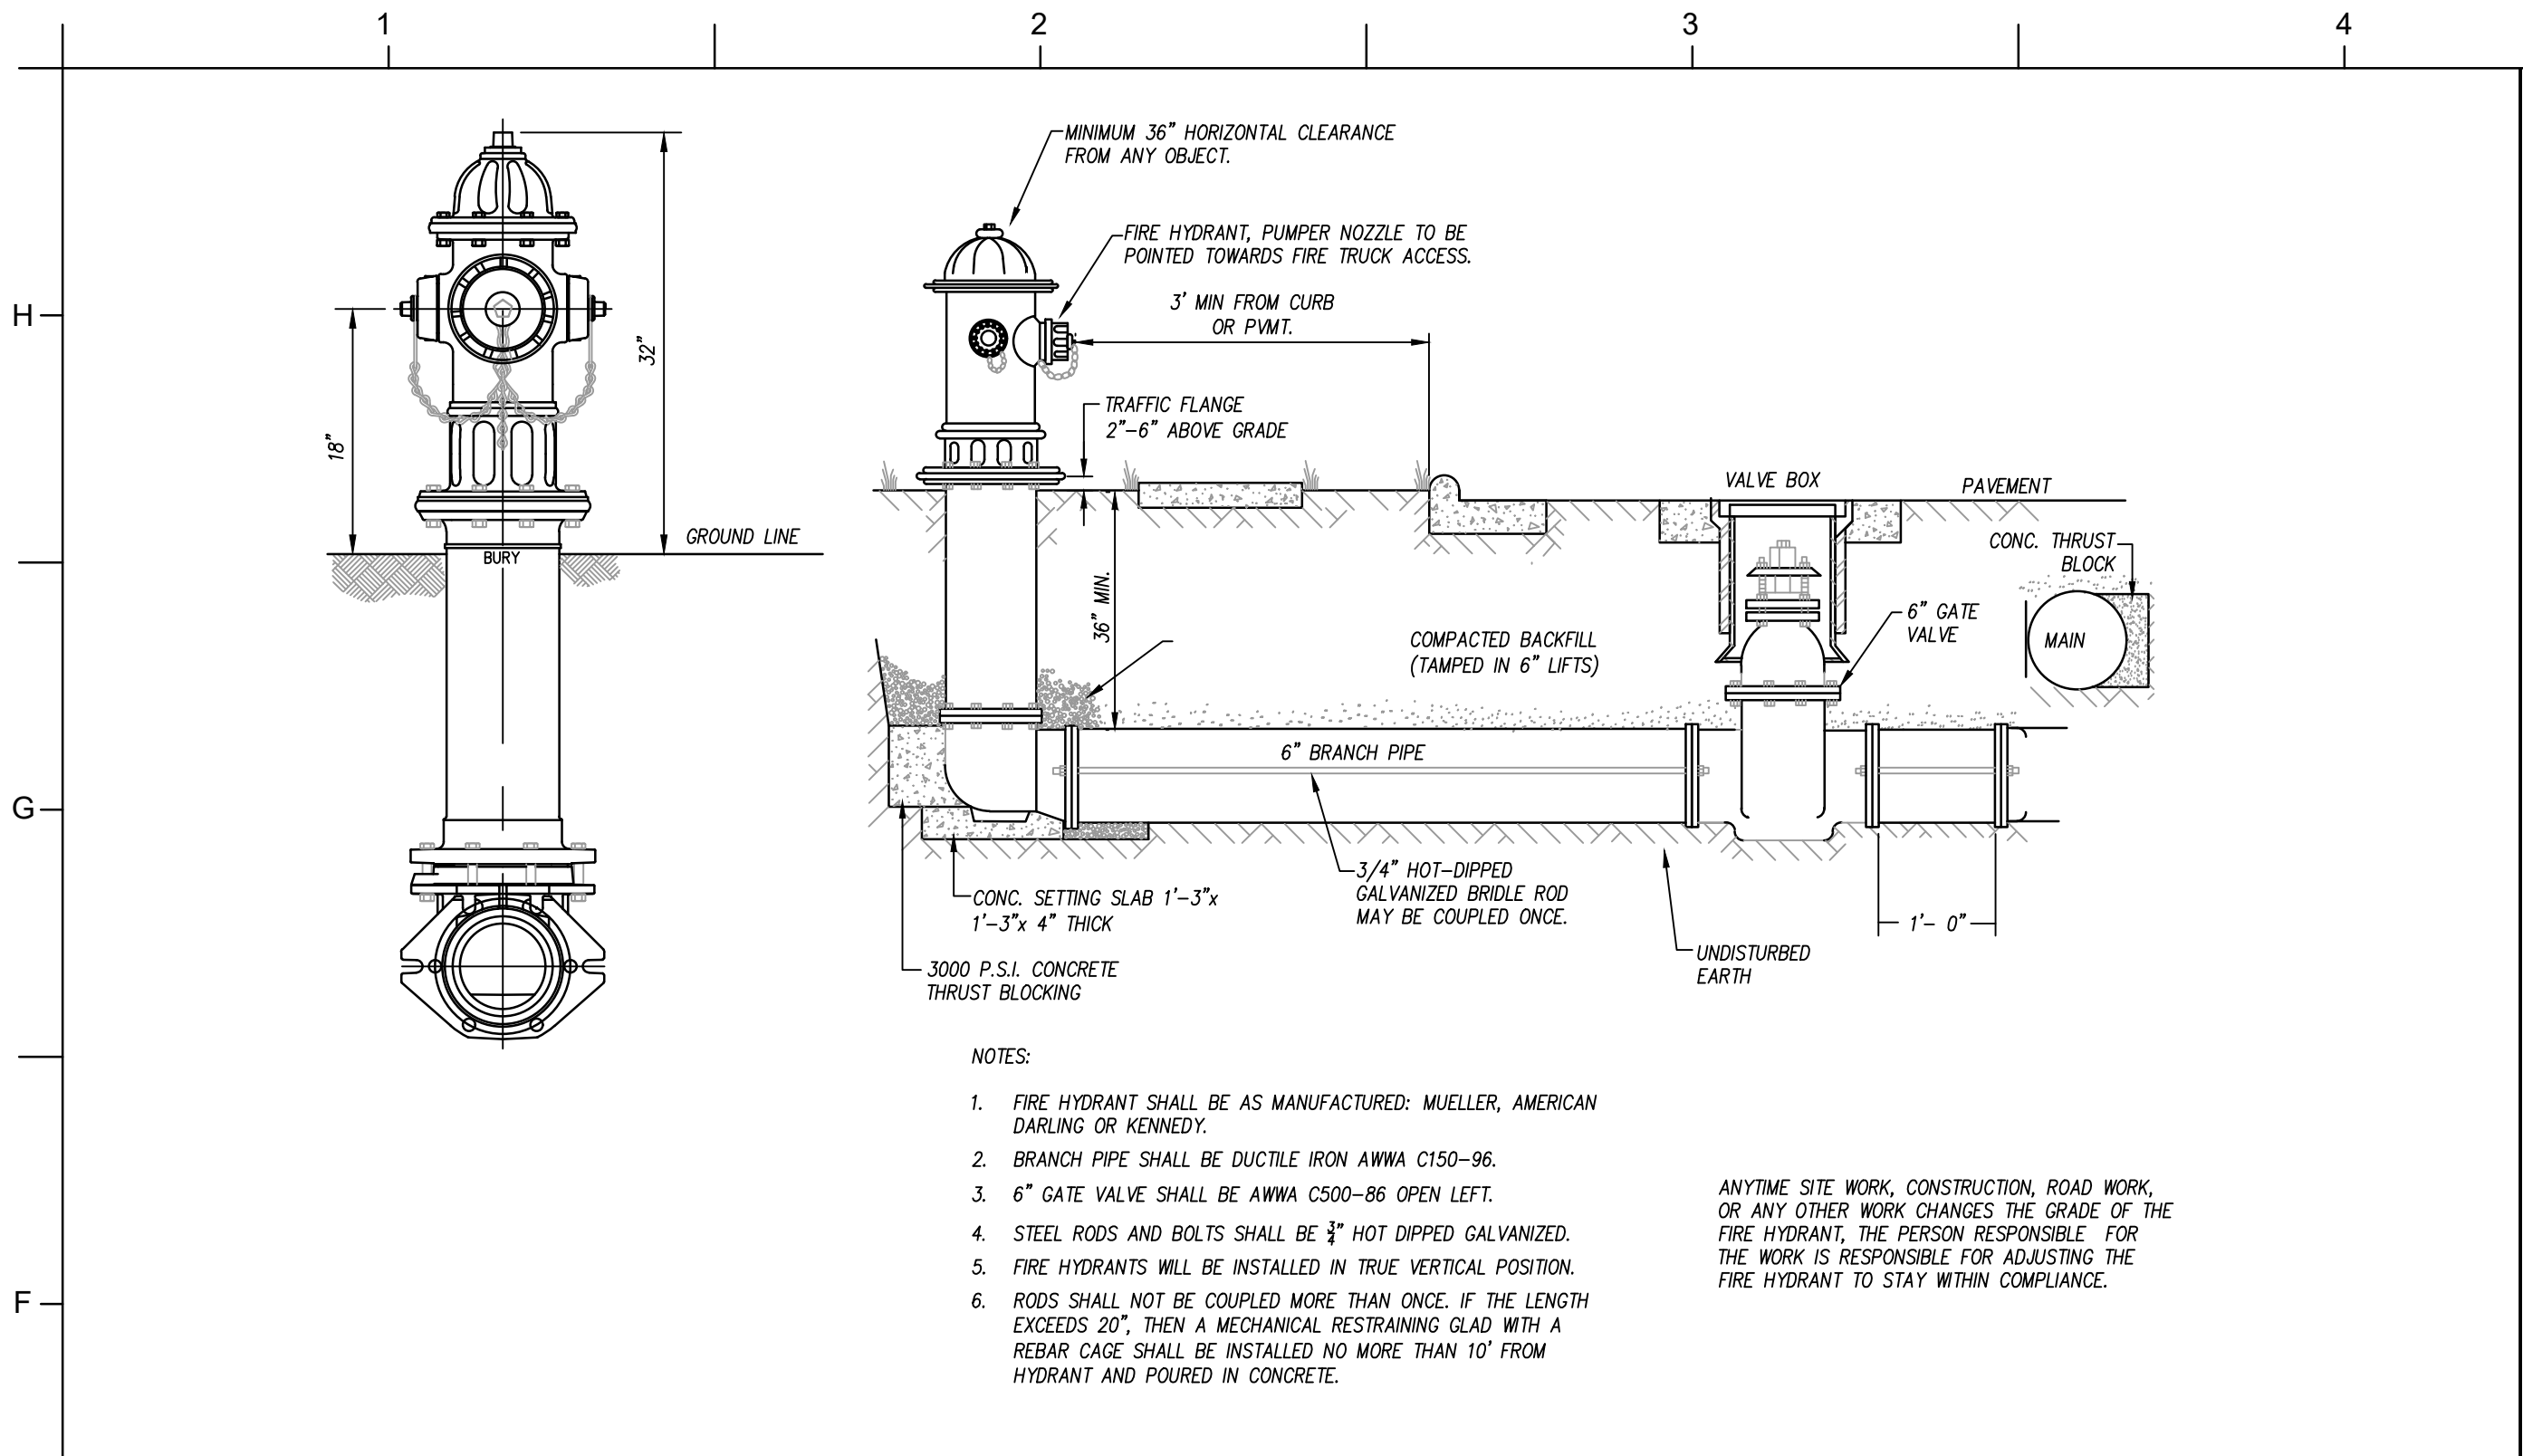 1
2
3
4
H
G
F
32"
18"
GROUND LINE
BURY
MINIMUM 36" HORIZONTAL CLEARANCE
FROM ANY OBJECT.
FIRE HYDRANT, PUMPER NOZZLE TO BE
POINTED TOWARDS FIRE TRUCK ACCESS.
3' MIN FROM CURB
OR PVMT.
TRAFFIC FLANGE
2"-6" ABOVE GRADE
VALVE BOX
PAVEMENT
CONC. THRUST
BLOCK
36" MIN.
6" GATE
VALVE
MAIN
COMPACTED BACKFILL
(TAMPED IN 6" LIFTS)
6" BRANCH PIPE
3/4" HOT-DIPPED
GALVANIZED BRIDLE ROD
MAY BE COUPLED ONCE.
CONC. SETTING SLAB 1'-3"x
1'-3"x 4" THICK
1'- 0"
UNDISTURBED
EARTH
3000 P.S.I. CONCRETE
THRUST BLOCKING
NOTES:
1. FIRE HYDRANT SHALL BE AS MANUFACTURED: MUELLER, AMERICAN
DARLING OR KENNEDY.
2. BRANCH PIPE SHALL BE DUCTILE IRON AWWA C150-96.
3. 6" GATE VALVE SHALL BE AWWA C500-86 OPEN LEFT.
4. STEEL RODS AND BOLTS SHALL BE 3/4" HOT DIPPED GALVANIZED.
5. FIRE HYDRANTS WILL BE INSTALLED IN TRUE VERTICAL POSITION.
6. RODS SHALL NOT BE COUPLED MORE THAN ONCE. IF THE LENGTH
EXCEEDS 20", THEN A MECHANICAL RESTRAINING GLAD WITH A
REBAR CAGE SHALL BE INSTALLED NO MORE THAN 10' FROM
HYDRANT AND POURED IN CONCRETE.
ANYTIME SITE WORK, CONSTRUCTION, ROAD WORK,
OR ANY OTHER WORK CHANGES THE GRADE OF THE
FIRE HYDRANT, THE PERSON RESPONSIBLE FOR
THE WORK IS RESPONSIBLE FOR ADJUSTING THE
FIRE HYDRANT TO STAY WITHIN COMPLIANCE.